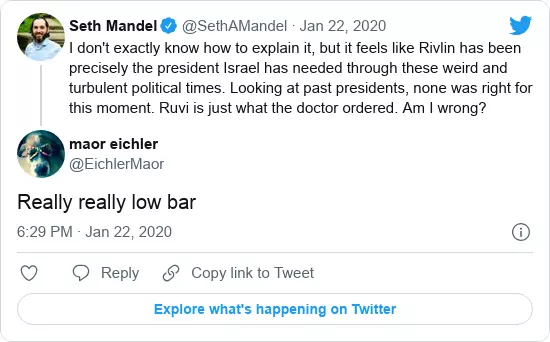 Seth Mandel @SethAMandel · Jan 22, 2020
I don't exactly know how to explain it, but it feels like Rivlin has been
precisely the president Israel has needed through these weird and
turbulent political times. Looking at past presidents, none was right for
this moment. Ruvi is just what the doctor ordered. Am I wrong?
maor eichler
@EichlerMaor
Really really low bar
6:29 PM · Jan 22, 2020
Reply Copy link to Tweet
Explore what's happening on Twitter